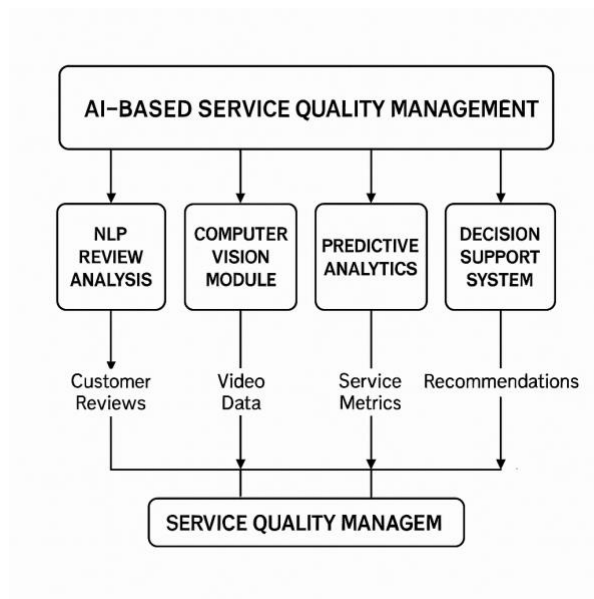 AI-BASED SERVICE QUALITY MANAGEMENT
NLP
REVIEW
ANALYSIS
COMPUTER
VISION
MODULE
PREDICTIVE
ANALYTICS
DECISION
SUPPORT
SYSTEM
Customer
Reviews
Video
Data
Service
Metrics
Recommendations
SERVICE QUALITY MANAGEM